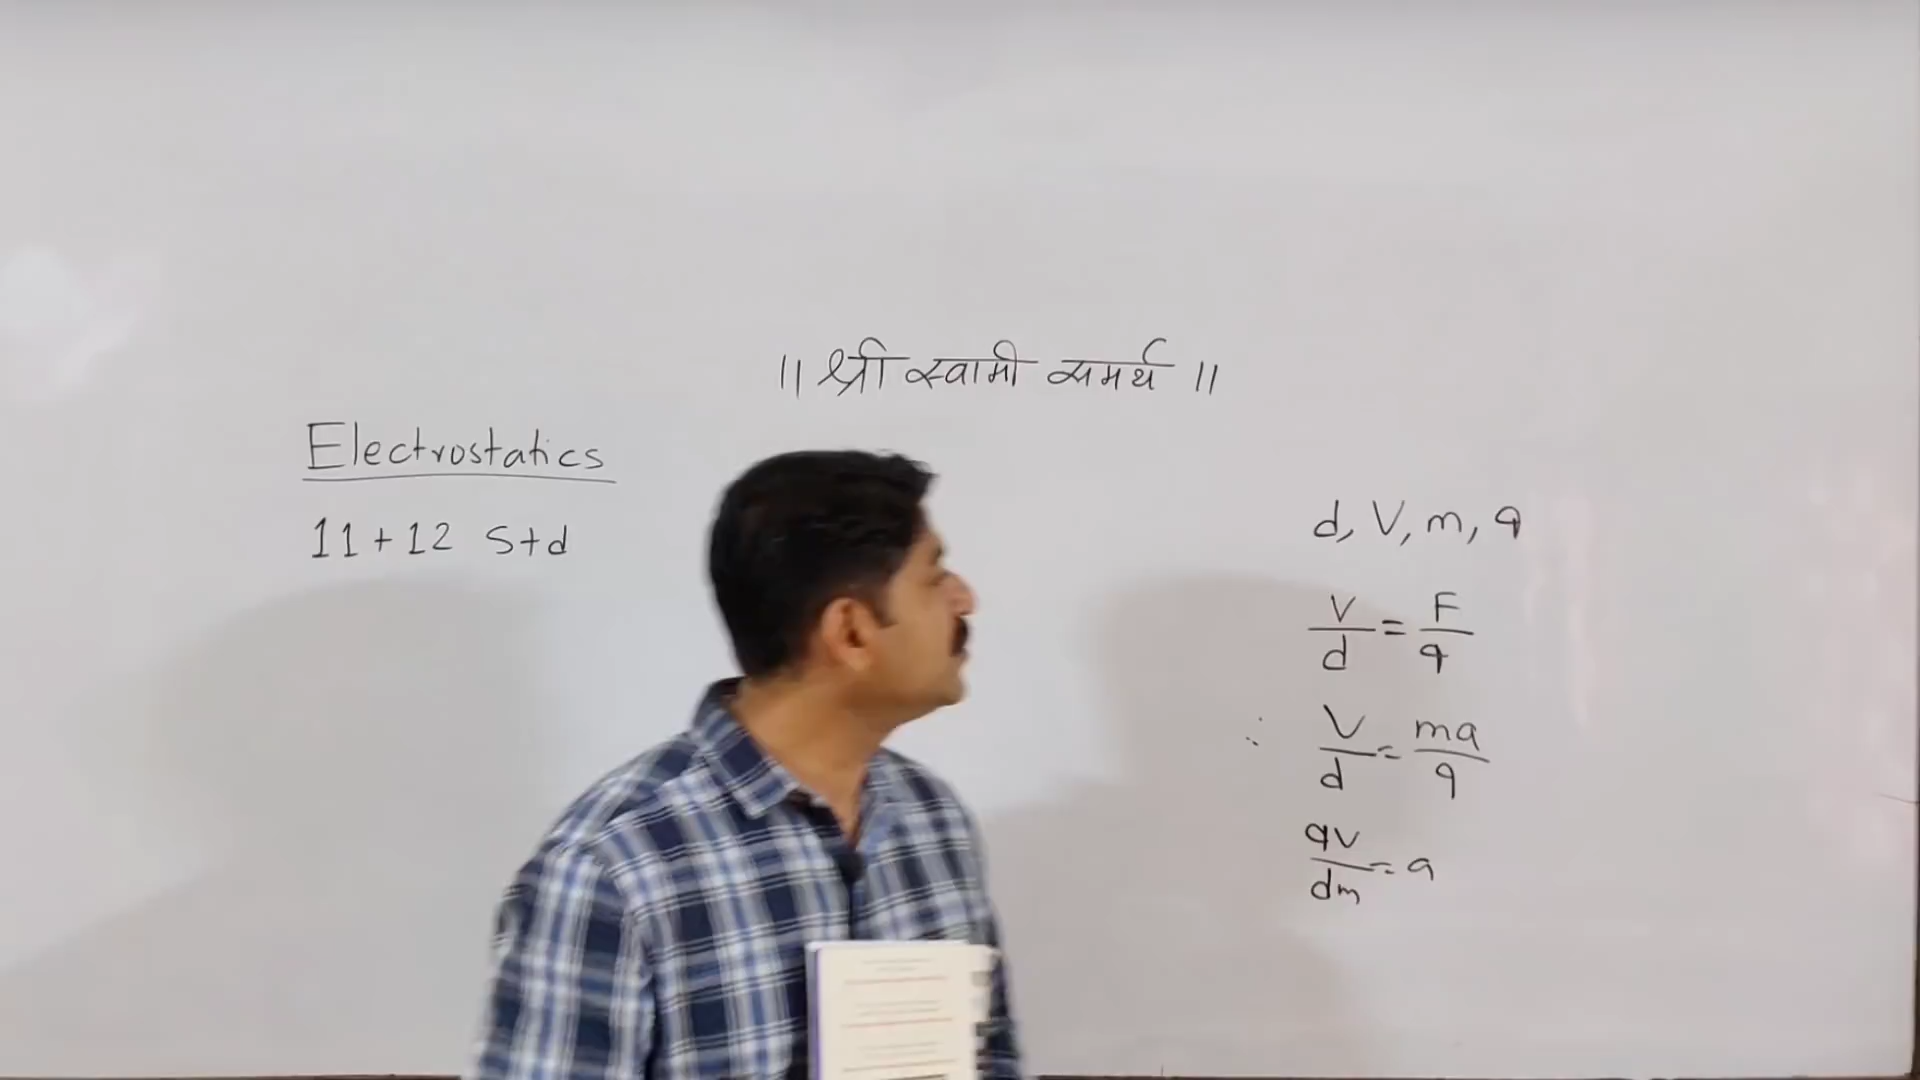 ॥ श्री स्वामी समर्थ ॥
Electrostatics
11+12 Std
d, V, m, q
V/d = F/q
∴ V/d = ma/q
qV/dm = a